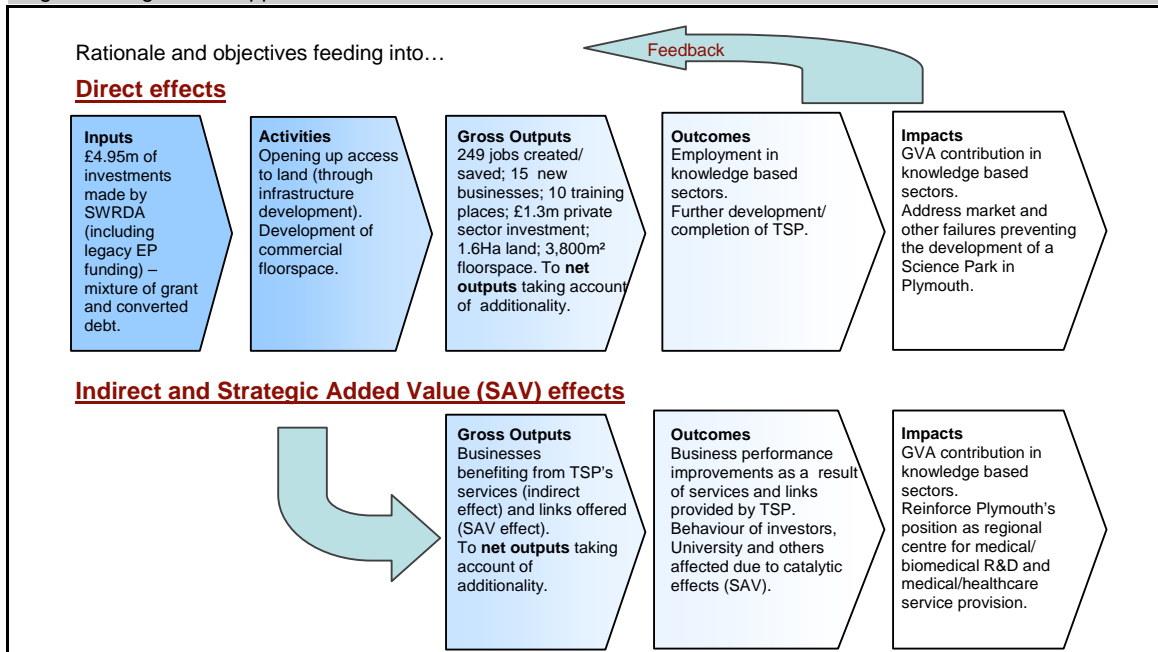 Rationale and objectives feeding into…
Feedback
Direct effects
Inputs
£4.95m of
investments
made by
SWRDA
(including
legacy EP
funding) –
mixture of grant
and converted
debt.
Activities
Opening up access
to land (through
infrastructure
development).
Development of
commercial
floorspace.
Gross Outputs
249 jobs created/
saved; 15 new
businesses; 10 training
places; £1.3m private
sector investment;
1.6Ha land; 3,800m²
floorspace. To net
outputs taking account
of additionality.
Outcomes
Employment in
knowledge based
sectors.
Further development/
completion of TSP.
Impacts
GVA contribution in
knowledge based
sectors.
Address market and
other failures preventing
the development of a
Science Park in
Plymouth.
Indirect and Strategic Added Value (SAV) effects
Gross Outputs
Businesses
benefiting from TSP's
services (indirect
effect) and links offered
(SAV effect).
To net outputs taking
account of
additionality.
Outcomes
Business performance
improvements as a result
of services and links
provided by TSP.
Behaviour of investors,
University and others
affected due to catalytic
effects (SAV).
Impacts
GVA contribution in
knowledge based
sectors.
Reinforce Plymouth's
position as regional
centre for medical/
biomedical R&D and
medical/healthcare
service provision.